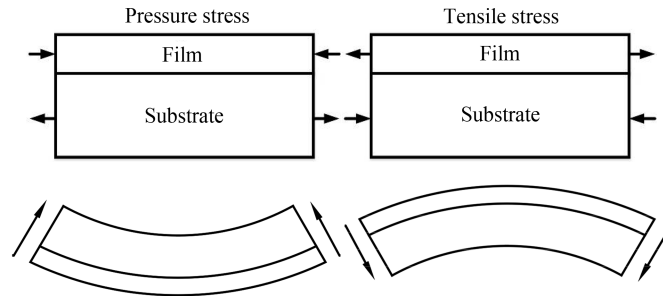 Pressure stress
Film
Substrate
Tensile stress
Film
Substrate